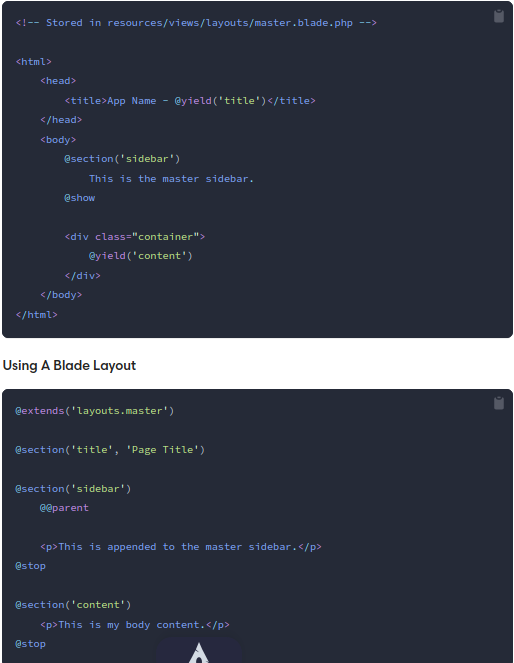 <!-- Stored in resources/views/layouts/master.blade.php -->
<html>
<head>
<title>App Name - @yield('title')</title>
</head>
<body>
@section('sidebar')
This is the master sidebar.
@show
<div class="container">
@yield('content')
</div>
</body>
</html>
Using A Blade Layout
@extends('layouts.master')
@section('title', 'Page Title')
@section('sidebar')
@@parent
<p>This is appended to the master sidebar.</p>
@stop
@section('content')
<p>This is my body content.</p>
@stop